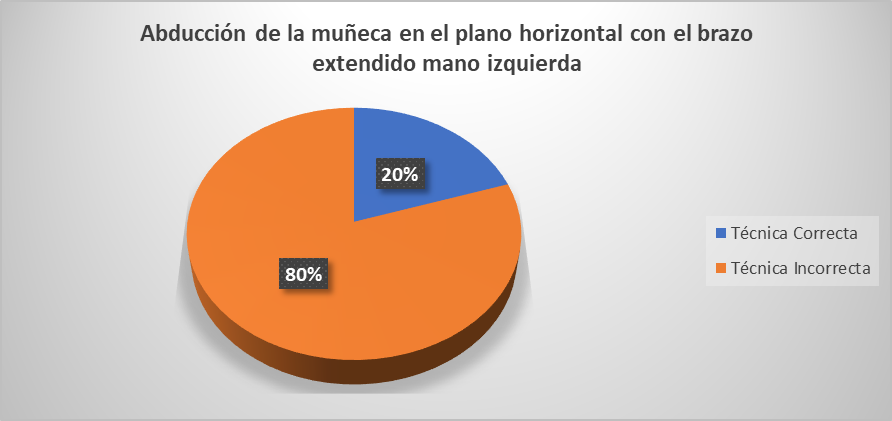 Abducción de la muñeca en el plano horizontal con el brazo
extendido mano izquierda
20%
80%
Técnica Correcta
Técnica Incorrecta